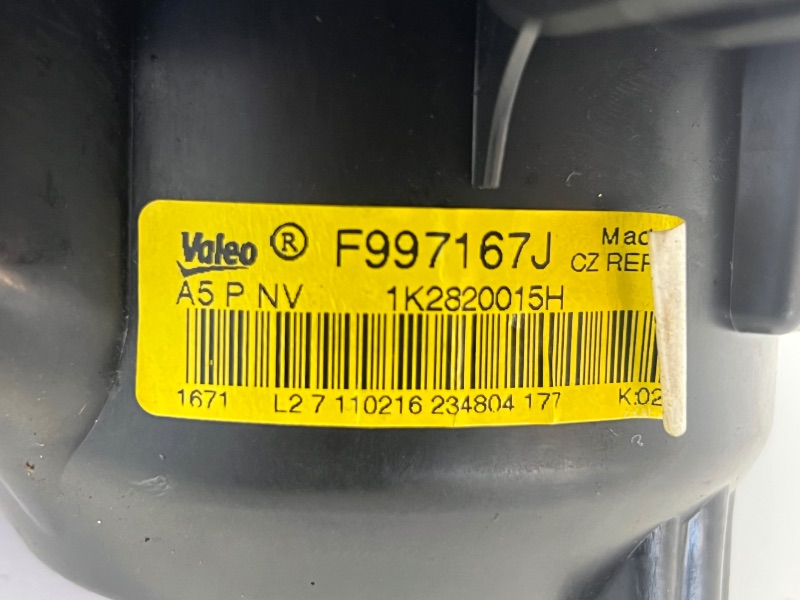 Valeo ® F997167J Mad
CZ REP
A5 P NV 1K2820015H
1671 L2 7 110216 234804 177 K:02